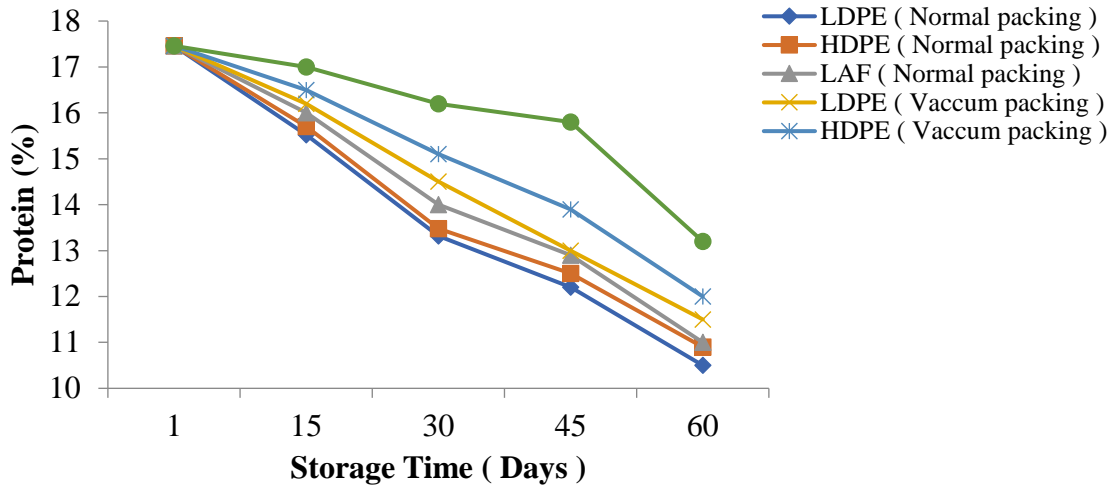 18
17
16
15
14
13
12
11
10
Protein (%)
1 15 30 45 60
Storage Time ( Days )
LDPE ( Normal packing )
HDPE ( Normal packing )
LAF ( Normal packing )
LDPE ( Vaccum packing )
HDPE ( Vaccum packing )